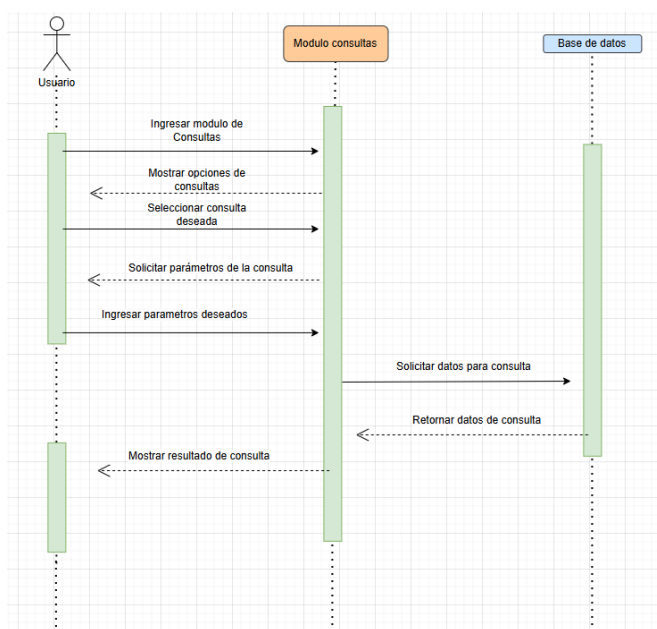 Modulo consultas
Base de datos
Usuario
Ingresar modulo de
Consultas
Mostrar opciones de
consultas
Seleccionar consulta
deseada
Solicitar parámetros de la consulta
Ingresar parametros deseados
Solicitar datos para consulta
Retornar datos de consulta
Mostrar resultado de consulta